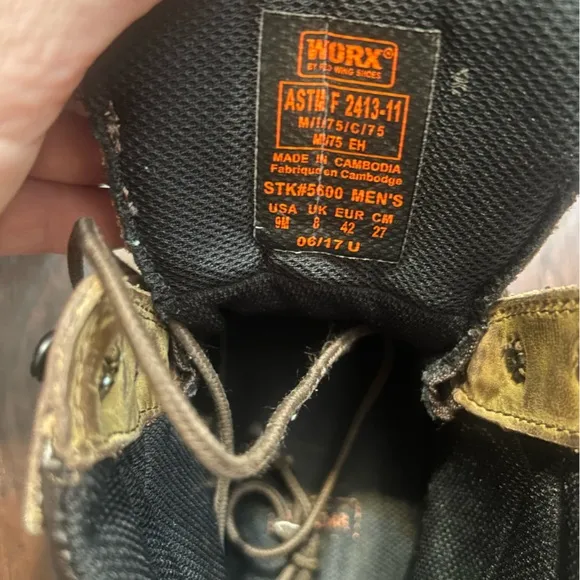 WORX
BY RED WING SHOES
ASTM F 2413-11
M/I/75/C/75
Mt/75 EH
MADE IN CAMBODIA
Fabriqué en Cambodge
STK#5600 MEN'S
USA UK EUR CM
9M 8 42 27
06/17 U